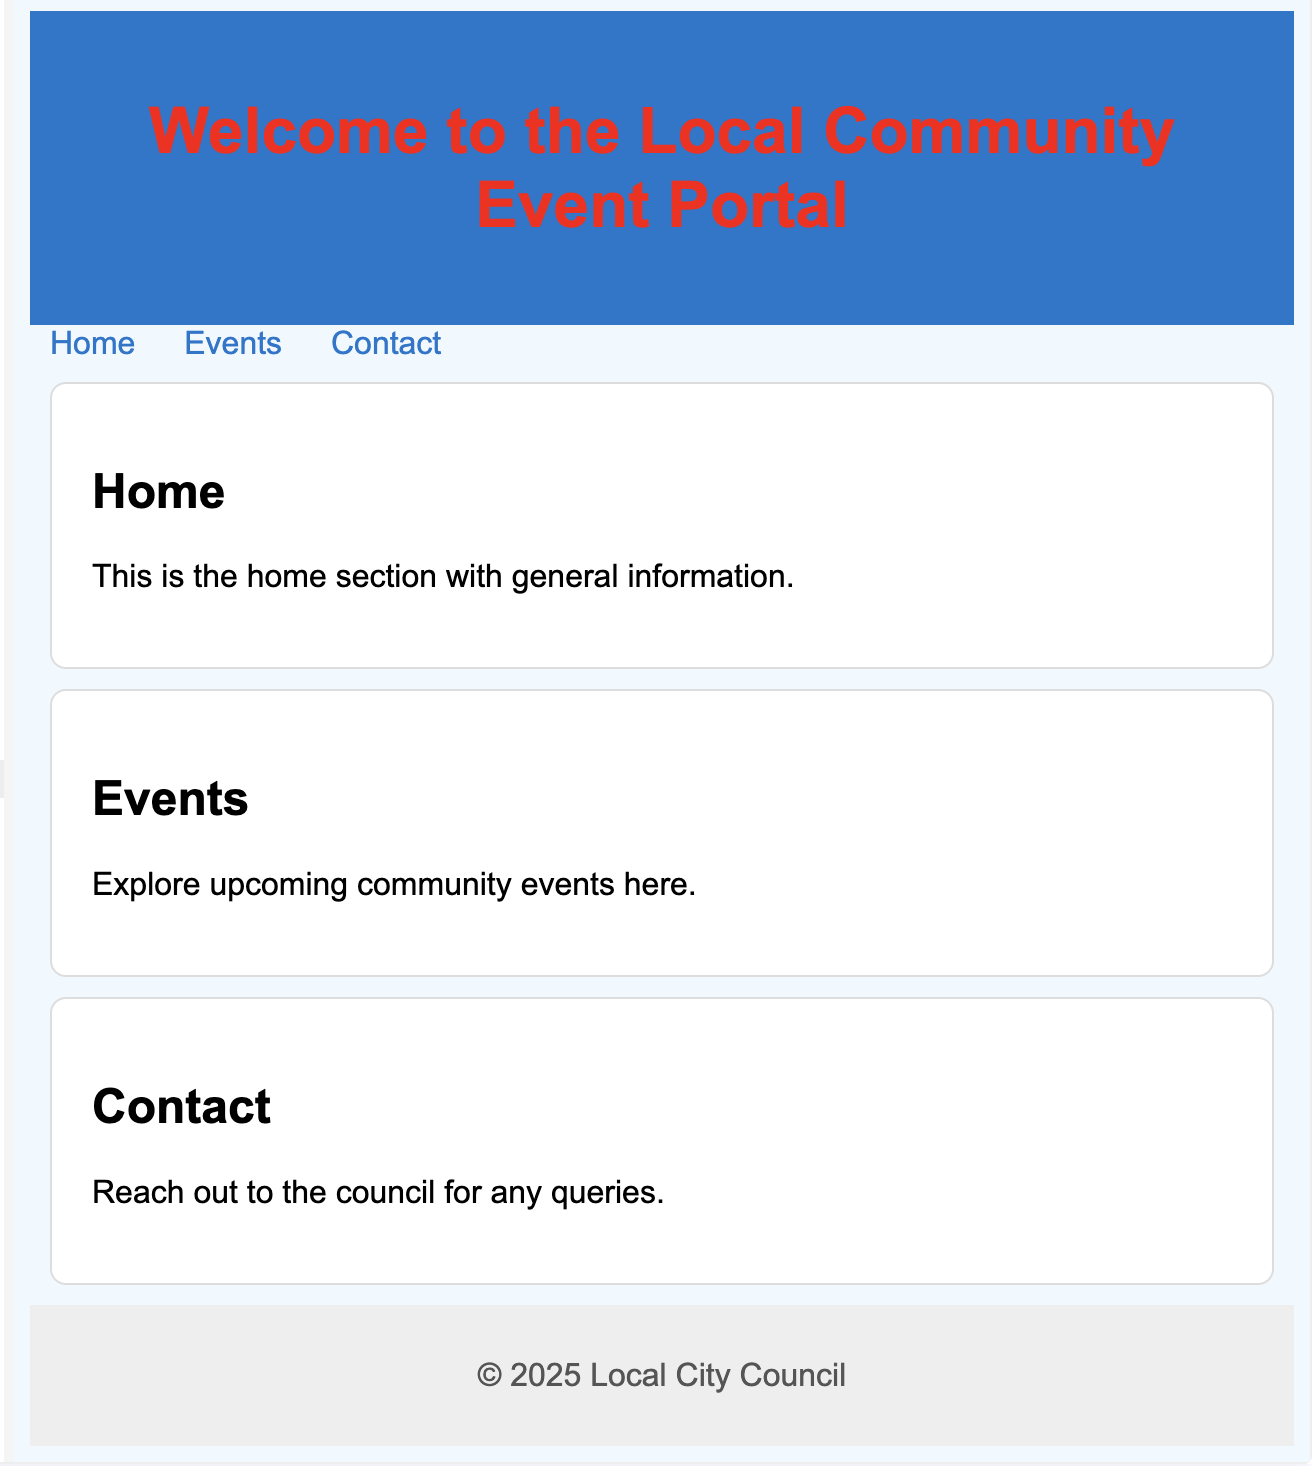 Welcome to the Local Community
Event Portal
Home Events Contact
Home
This is the home section with general information.
Events
Explore upcoming community events here.
Contact
Reach out to the council for any queries.
© 2025 Local City Council